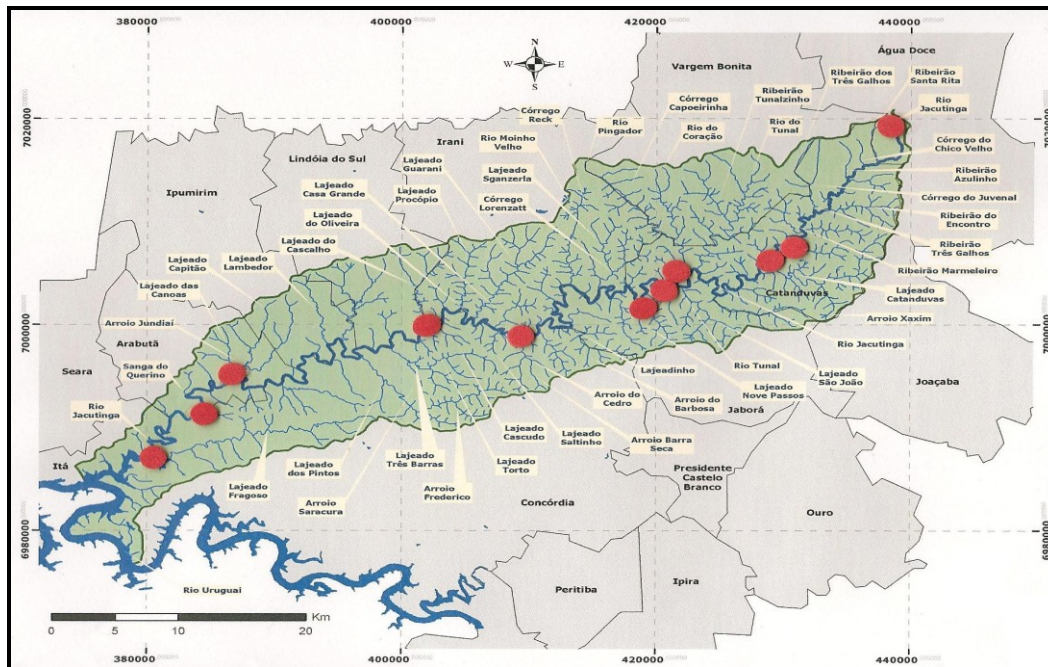 380000
400000
420000
440000
Água Doce
Vargem Bonita
N
W
E
S
7020000
7020000
Ribeirão dos
Três Galhos
Ribeirão
Santa Rita
Ribeirão
Tunalzinho
Córrego
Capoeirinha
Rio
Jacutinga
Córrego
Reck
Rio
Pingador
Rio do
Coração
Rio do
Tunal
Irani
Rio Moinho
Velho
Córrego do
Chico Velho
Lindóia do Sul
Lajeado
Guarani
Lajeado
Sganzerla
Ribeirão
Azulinho
Ipumirim
Lajeado
Casa Grande
Lajeado
Procópio
Córrego
Lorenzatt
Córrego do Juvenal
Lajeado
do Oliveira
Ribeirão do
Encontro
Lajeado do
Cascalho
Ribeirão
Três Galhos
Lajeado
Capitão
Lajeado
Lambedor
Ribeirão Marmeleiro
Lajeado das
Canoas
Lajeado
Catanduvas
Catanduvas
Arroio Jundiaí
Arroio Xaxim
7000000
7000000
Arabutã
Rio Jacutinga
Seara
Sanga do
Querino
Lajeadinho
Rio Tunal
Lajeado
São João
Joaçaba
Lajeado
Nove Passos
Arroio do
Cedro
Arroio do
Barbosa
Jaborá
Rio
Jacutinga
Lajeado
Cascudo
Lajeado
Saltinho
Arroio Barra
Seca
Itá
Lajeado
dos Pintos
Lajeado
Três Barras
Lajeado
Torto
Presidente
Castelo
Branco
Lajeado
Fragoso
Arroio
Saracura
Arroio
Frederico
Concórdia
Ouro
6980000
6980000
Rio Uruguai
Peritiba
Ipira
Km
0
5
10
20
380000
400000
420000
440000